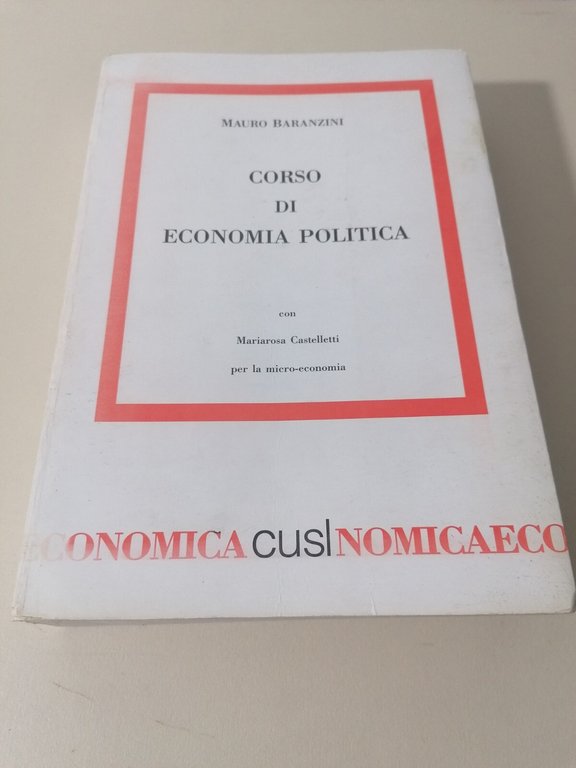 MAURO BARANZINI
CORSO
DI
ECONOMIA POLITICA
con
Mariarosa Castelletti
per la micro-economia
ECONOMICA cusl NOMICAECO